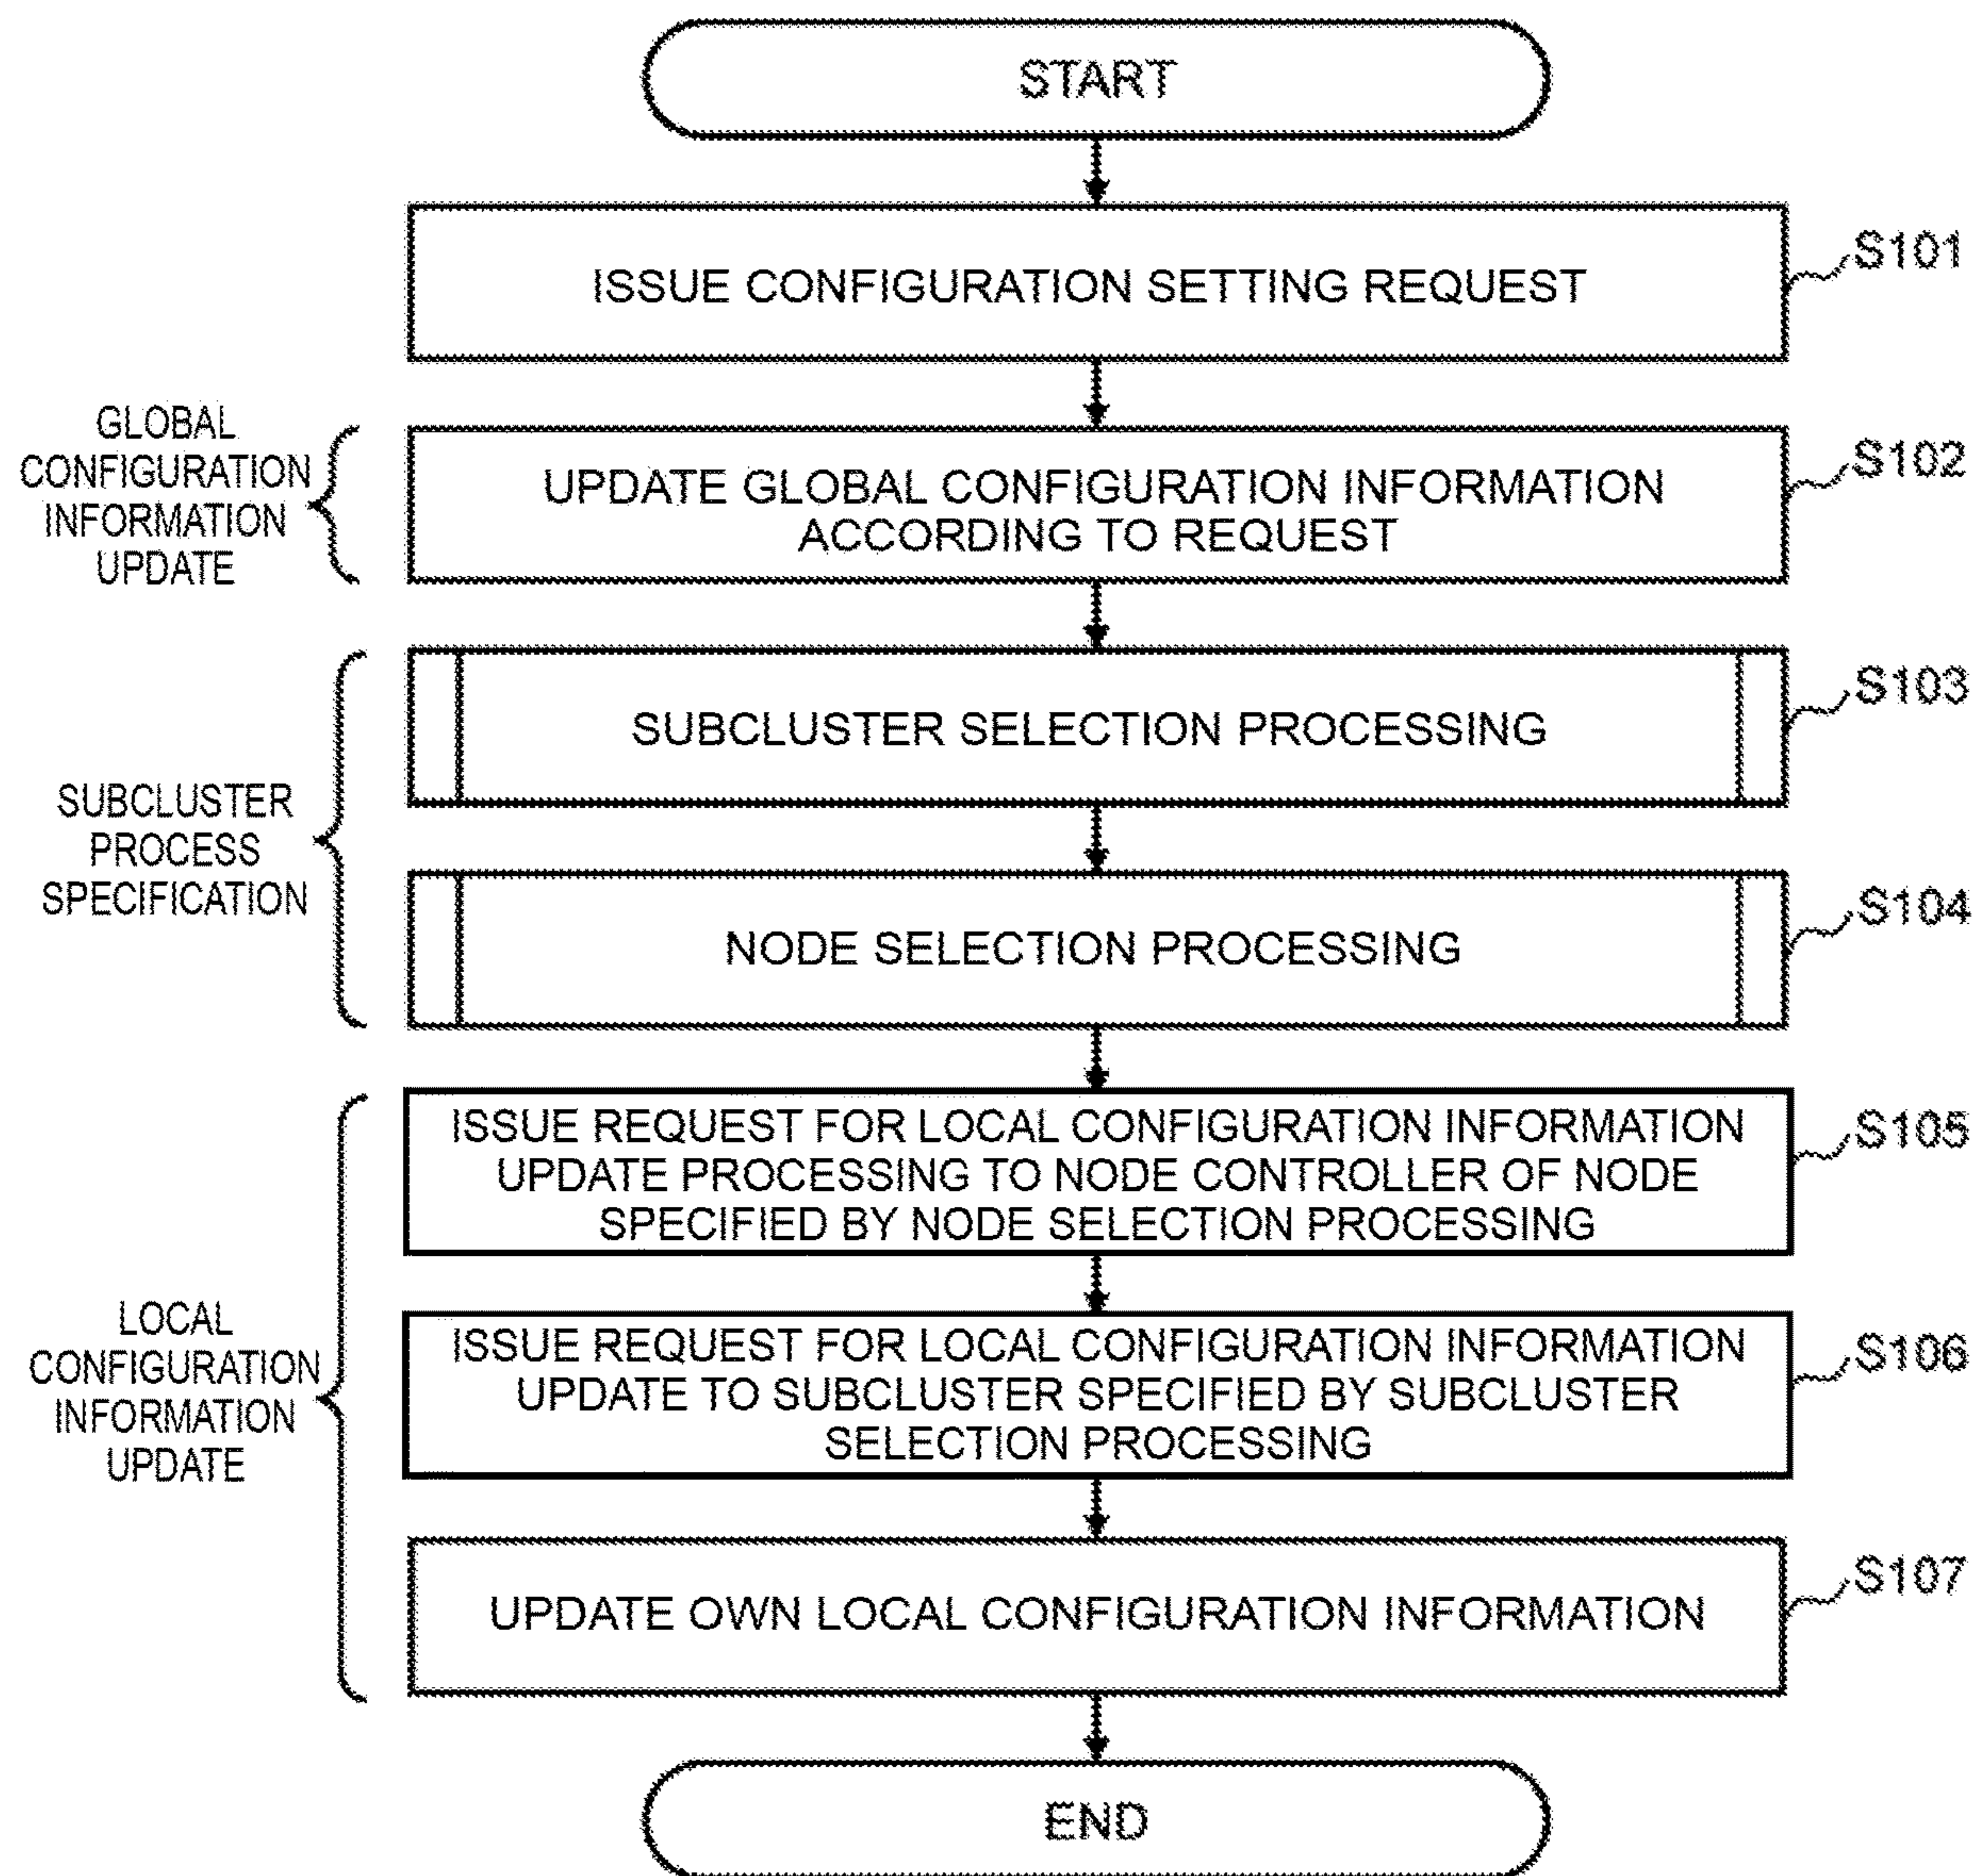 START
ISSUE CONFIGURATION SETTING REQUEST
S101
GLOBAL
CONFIGURATION
INFORMATION
UPDATE
UPDATE GLOBAL CONFIGURATION INFORMATION
ACCORDING TO REQUEST
S102
SUBCLUSTER
PROCESS
SPECIFICATION
SUBCLUSTER SELECTION PROCESSING
S103
NODE SELECTION PROCESSING
S104
LOCAL
CONFIGURATION
INFORMATION
UPDATE
ISSUE REQUEST FOR LOCAL CONFIGURATION INFORMATION
UPDATE PROCESSING TO NODE CONTROLLER OF NODE
SPECIFIED BY NODE SELECTION PROCESSING
S105
ISSUE REQUEST FOR LOCAL CONFIGURATION INFORMATION
UPDATE TO SUBCLUSTER SPECIFIED BY SUBCLUSTER
SELECTION PROCESSING
S106
UPDATE OWN LOCAL CONFIGURATION INFORMATION
S107
END